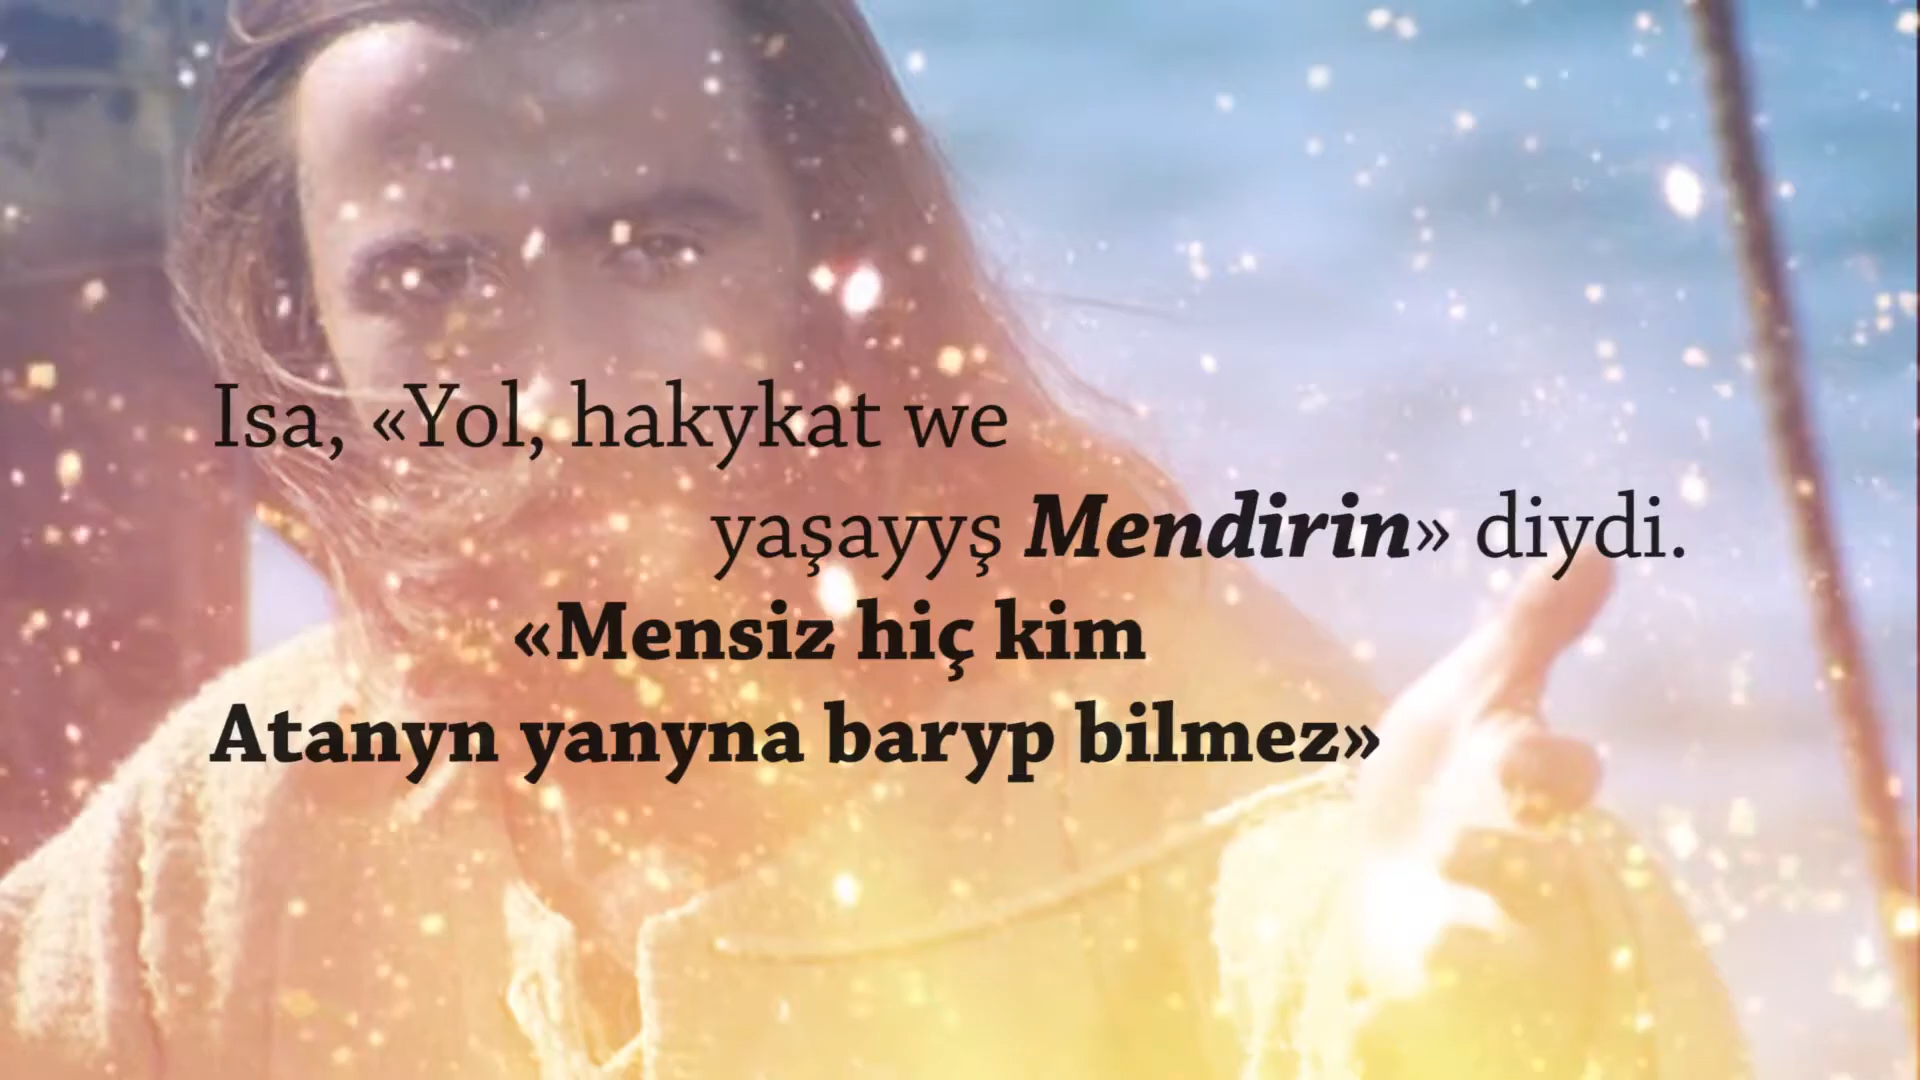 Isa, «Yol, hakykat we
yaşayyş Mendirin» diydi.
«Mensiz hiç kim
Atanyn yanyna baryp bilmez»